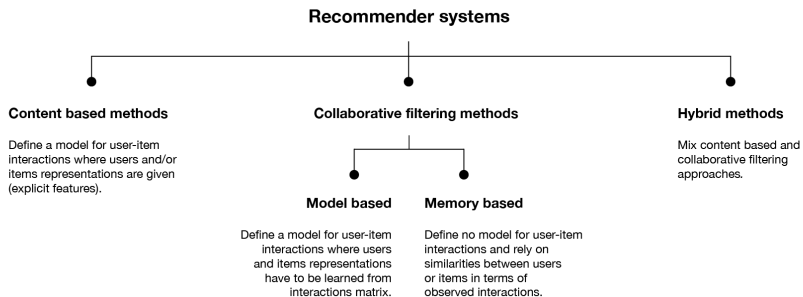 Recommender systems
Content based methods
Define a model for user-item
interactions where users and/or
items representations are given
(explicit features).
Collaborative filtering methods
Model based
Define a model for user-item
interactions where users
and items representations
have to be learned from
interactions matrix.
Memory based
Define no model for user-item
interactions and rely on
similarities between users
or items in terms of
observed interactions.
Hybrid methods
Mix content based and
collaborative filtering
approaches.